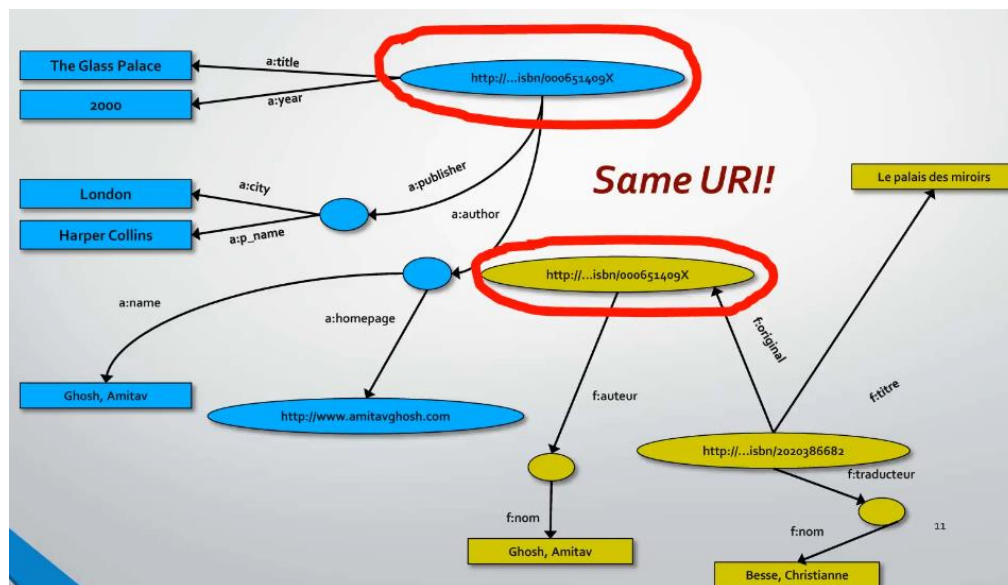 The Glass Palace
a:title
http://...isbn/000651409X
2000
a:year
Same URI!
Le palais des miroirs
London
a:city
a:publisher
Harper Collins
a:p_name
a:author
http://...isbn/000651409X
a:name
a:homepage
f:original
f:titre
Ghosh, Amitav
http://www.amitavghosh.com
f:auteur
http://...isbn/2020386682
f:traducteur
f:nom
Ghosh, Amitav
f:nom
11
Besse, Christianne